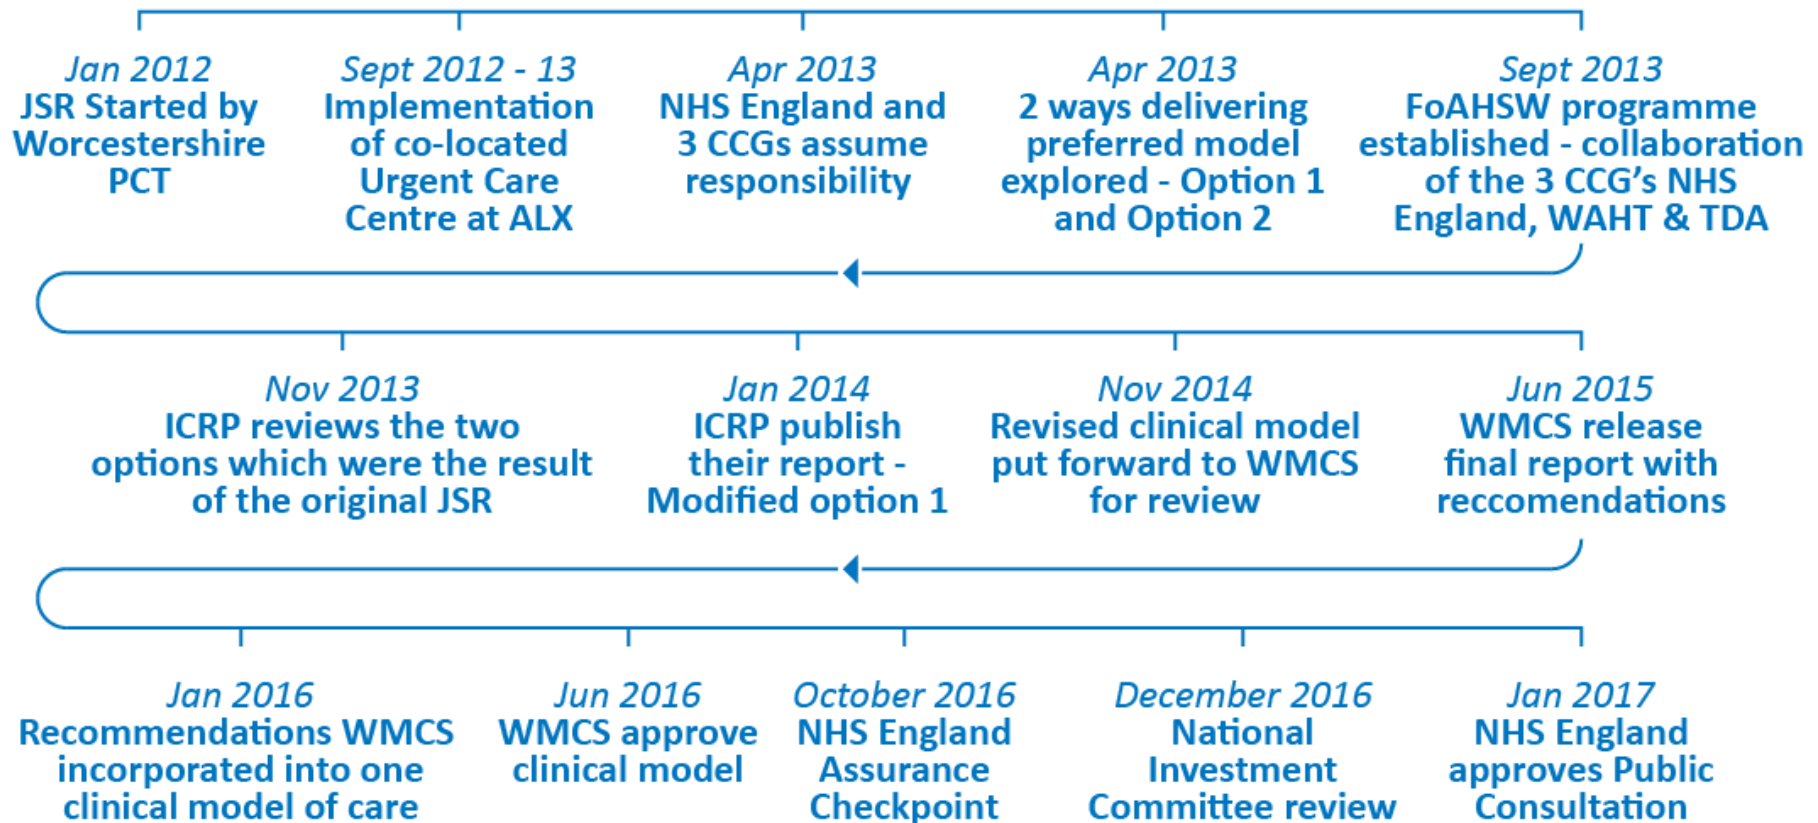 Jan 2012
JSR Started by
Worcestershire
PCT
Sept 2012 - 13
Implementation
of co-located
Urgent Care
Centre at ALX
Apr 2013
NHS England and
3 CCGs assume
responsibility
Apr 2013
2 ways delivering
preferred model
explored - Option 1
and Option 2
Sept 2013
FoAHSW programme
established - collaboration
of the 3 CCG’s NHS
England, WAHT & TDA
Nov 2013
ICRP reviews the two
options which were the result
of the original JSR
Jan 2014
ICRP publish
their report -
Modified option 1
Nov 2014
Revised clinical model
put forward to WMCS
for review
Jun 2015
WMCS release
final report with
reccomendations
Jan 2016
Recommendations WMCS
incorporated into one
clinical model of care
Jun 2016
WMCS approve
clinical model
October 2016
NHS England
Assurance
Checkpoint
December 2016
National
Investment
Committee review
Jan 2017
NHS England
approves Public
Consultation